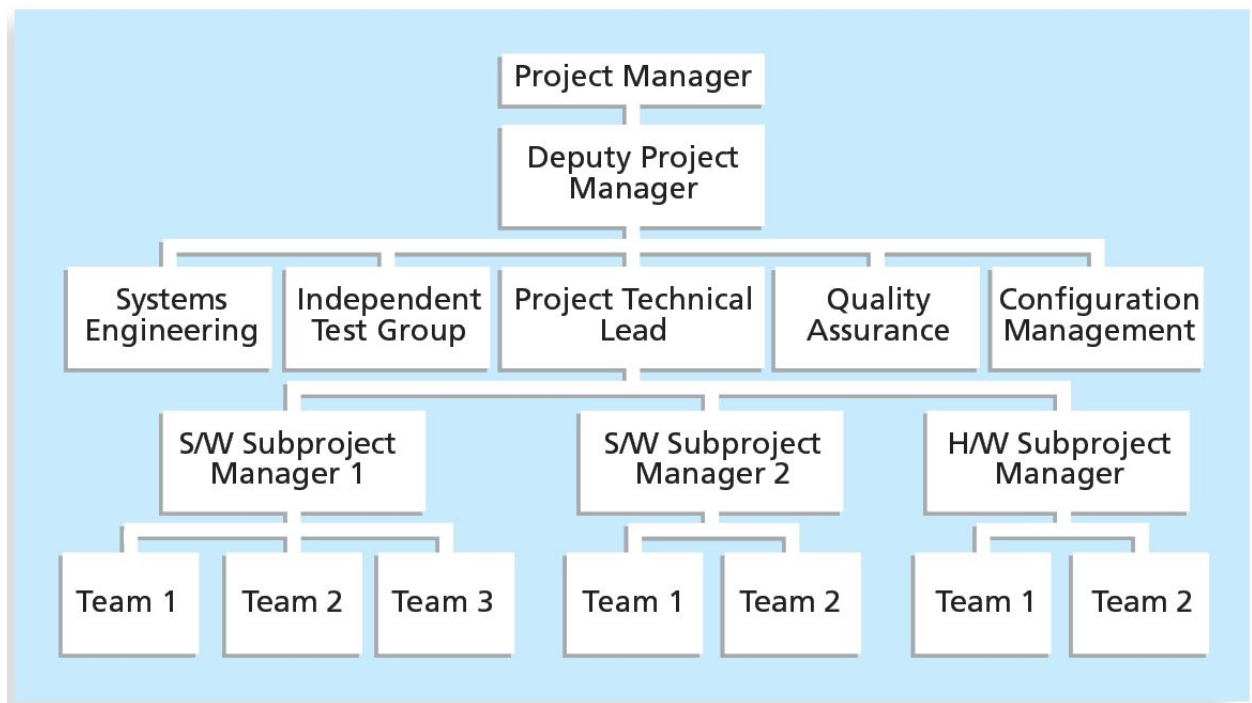 Project Manager
Deputy Project
Manager
Systems
Engineering
Independent
Test Group
Project Technical
Lead
Quality
Assurance
Configuration
Management
S/W Subproject
Manager 1
S/W Subproject
Manager 2
H/W Subproject
Manager
Team 1
Team 2
Team 3
Team 1
Team 2
Team 1
Team 2